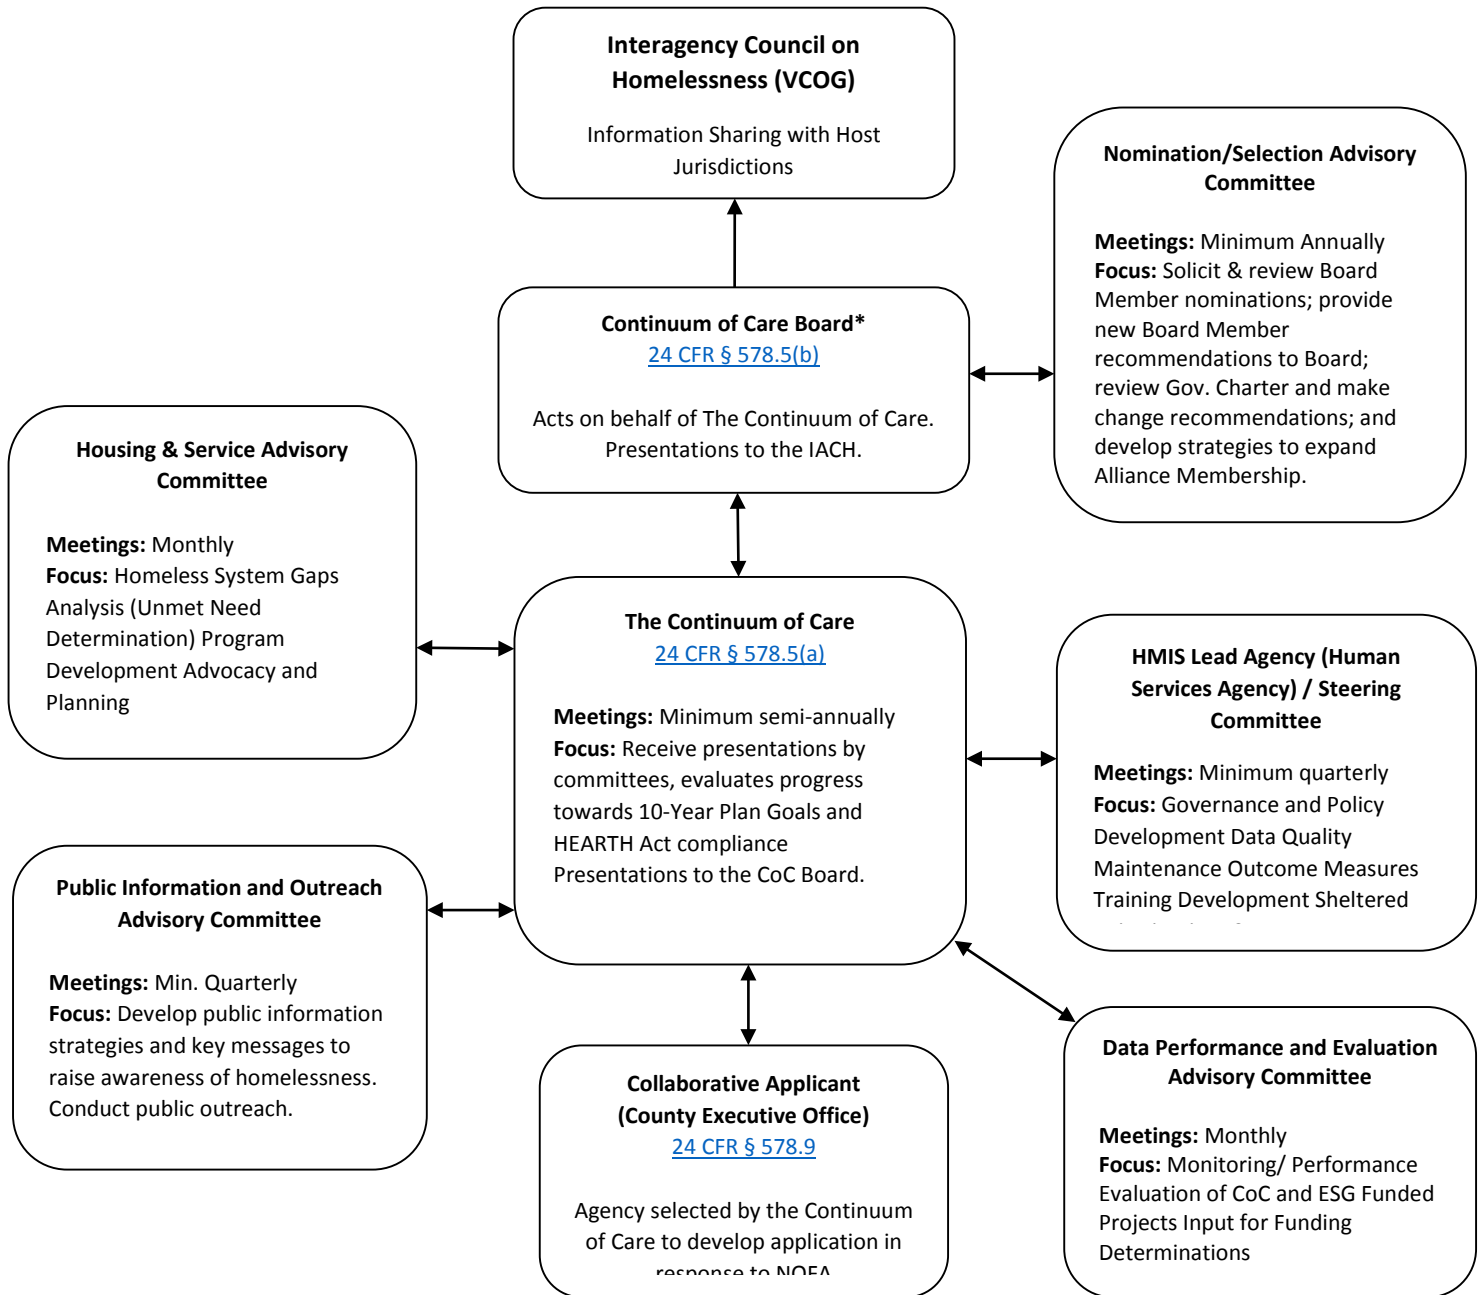 Interagency Council on
Homelessness (VCOG)
Information Sharing with Host
Jurisdictions
Nomination/Selection Advisory
Committee
Meetings: Minimum Annually
Focus: Solicit & review Board
Member nominations; provide
new Board Member
recommendations to Board;
review Gov. Charter and make
change recommendations; and
develop strategies to expand
Alliance Membership.
Continuum of Care Board*
24 CFR § 578.5(b)
Acts on behalf of The Continuum of Care.
Presentations to the IACH.
Housing & Service Advisory
Committee
Meetings: Monthly
Focus: Homeless System Gaps
Analysis (Unmet Need
Determination) Program
Development Advocacy and
Planning
The Continuum of Care
24 CFR § 578.5(a)
Meetings: Minimum semi-annually
Focus: Receive presentations by
committees, evaluates progress
towards 10-Year Plan Goals and
HEARTH Act compliance
Presentations to the CoC Board.
HMIS Lead Agency (Human
Services Agency) / Steering
Committee
Meetings: Minimum quarterly
Focus: Governance and Policy
Development Data Quality
Maintenance Outcome Measures
Training Development Sheltered
Public Information and Outreach
Advisory Committee
Meetings: Min. Quarterly
Focus: Develop public information
strategies and key messages to
raise awareness of homelessness.
Conduct public outreach.
Collaborative Applicant
(County Executive Office)
24 CFR § 578.9
Agency selected by the Continuum
of Care to develop application in
response to NOFA
Data Performance and Evaluation
Advisory Committee
Meetings: Monthly
Focus: Monitoring/ Performance
Evaluation of CoC and ESG Funded
Projects Input for Funding
Determinations